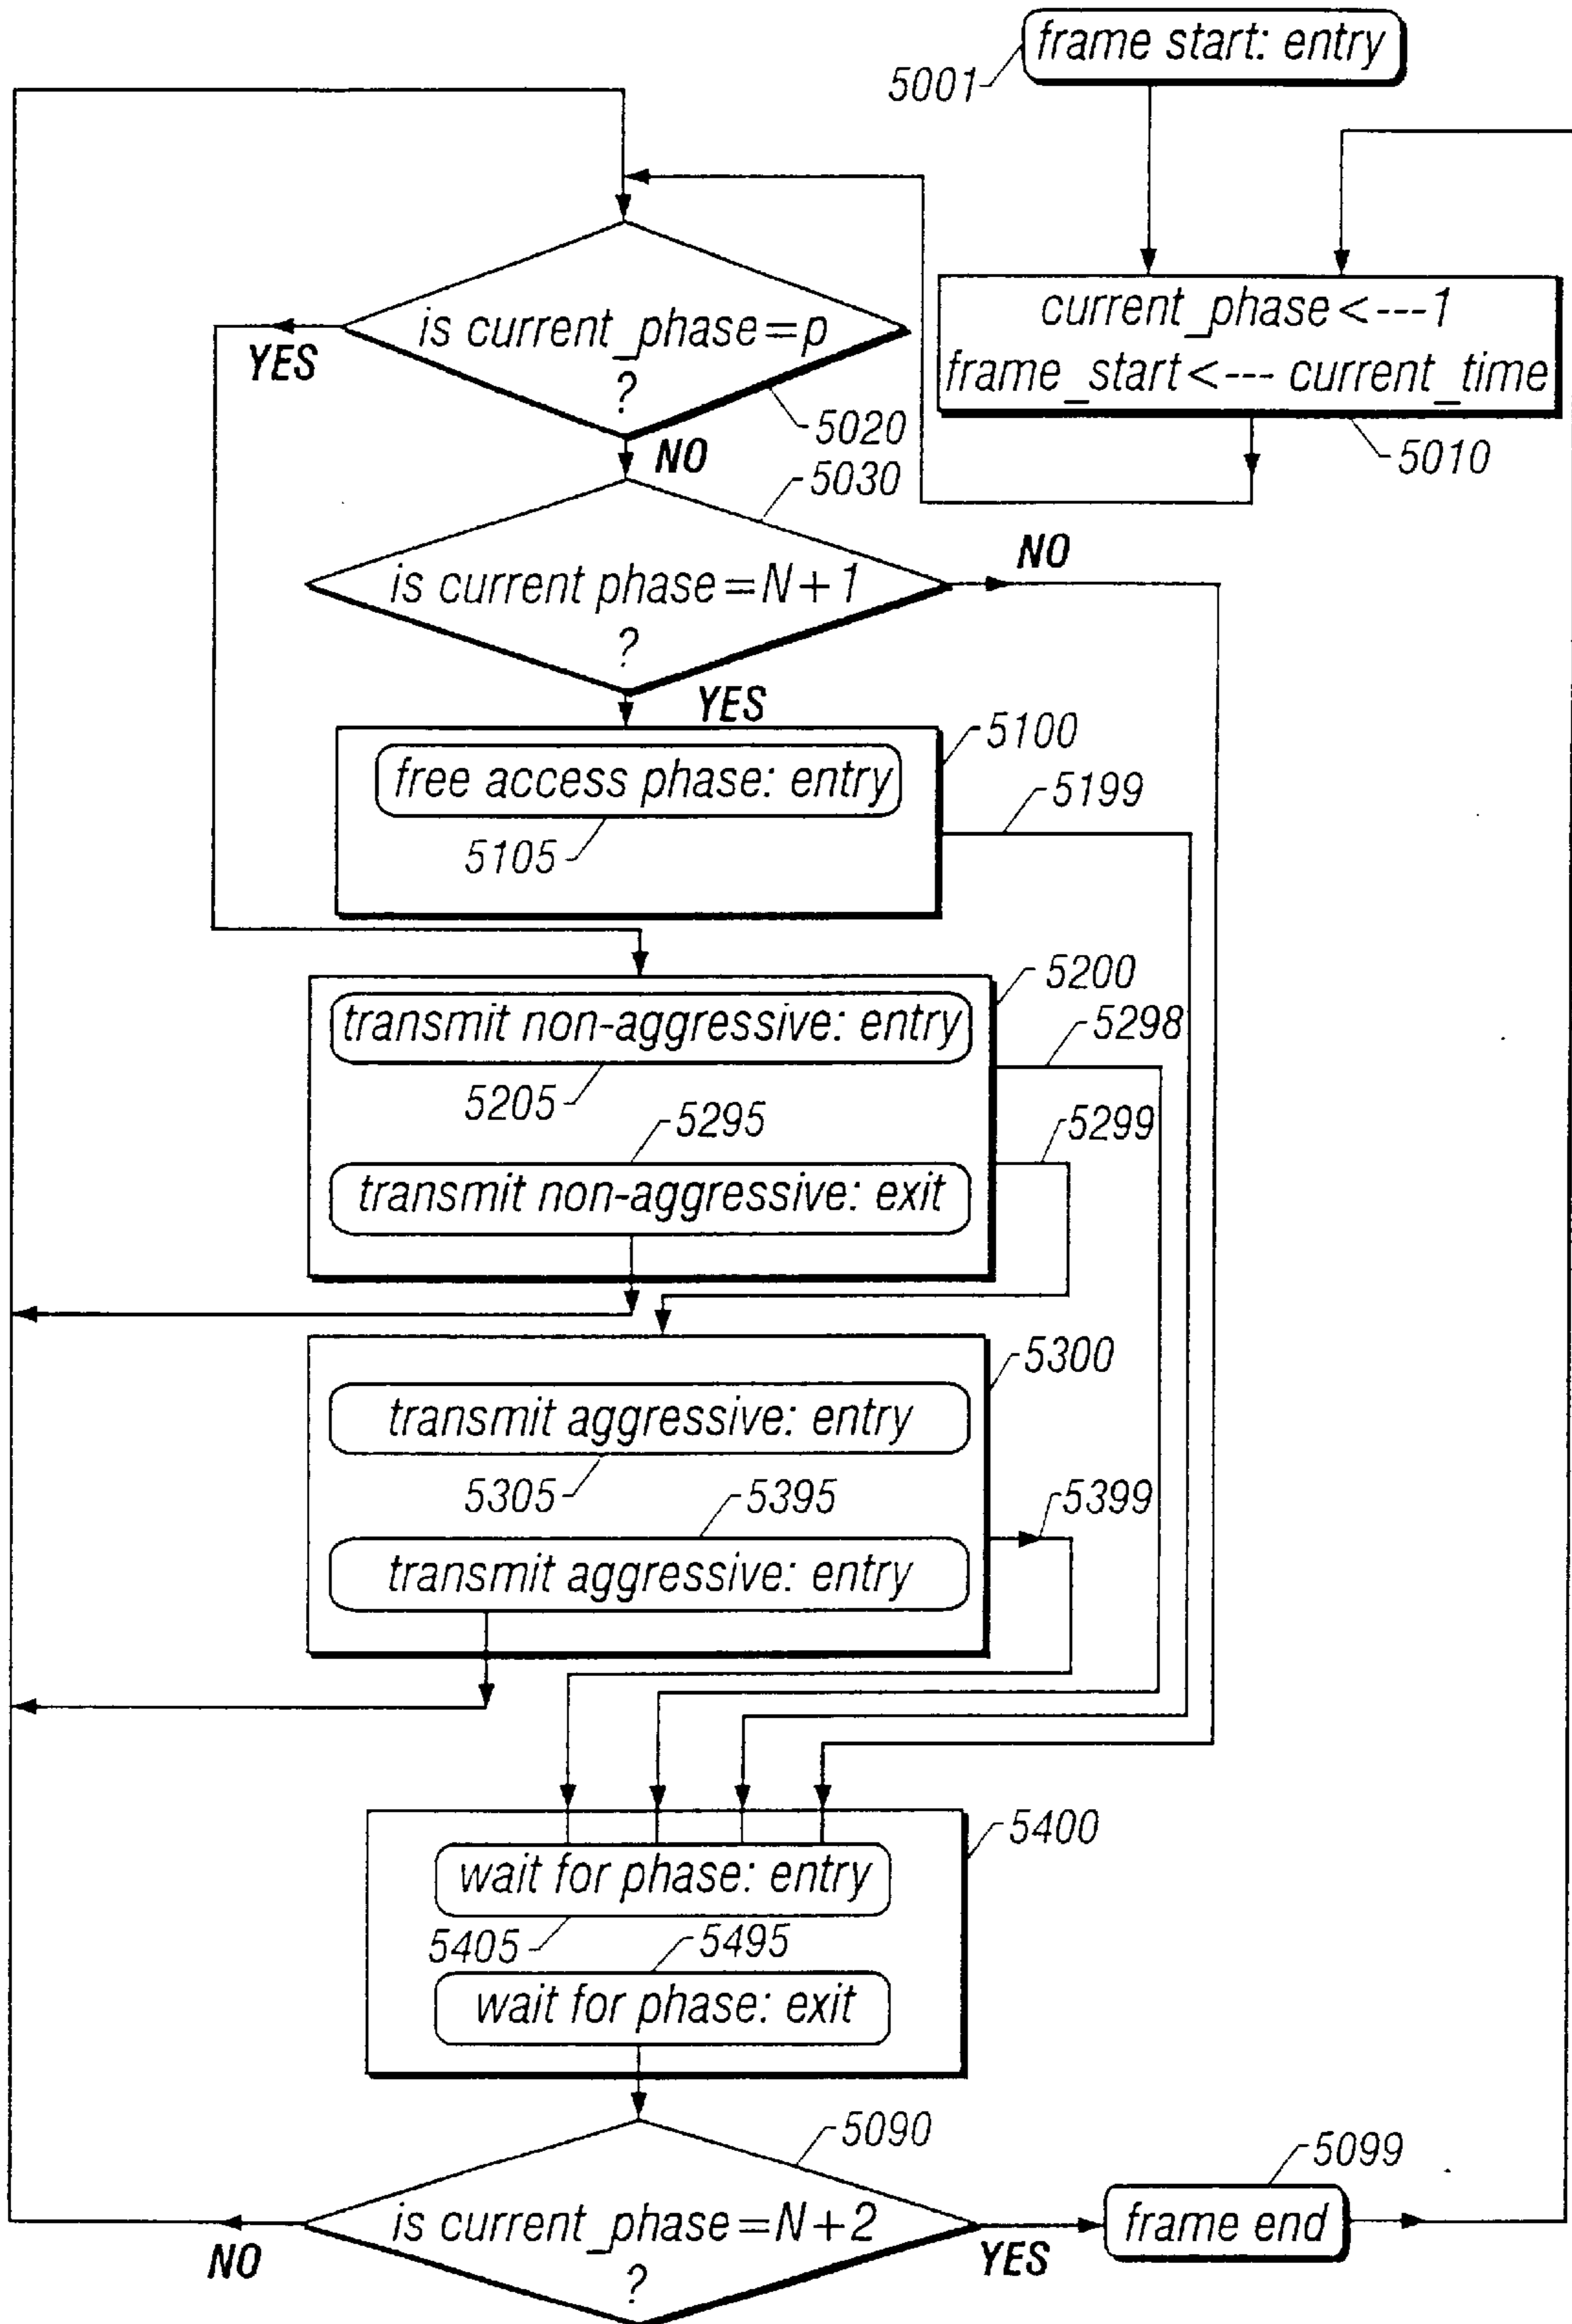 frame start: entry
5001
is current_phase=p
?
YES
5020
NO
current_phase<---1
frame_start<--- current_time
5010
5030
is current phase=N+1
?
NO
YES
5100
free access phase: entry
5105
5199
5200
transmit non-aggressive: entry
5205
5298
5295
5299
transmit non-aggressive: exit
5300
transmit aggressive: entry
5305
5395
5399
transmit aggressive: entry
5400
wait for phase: entry
5405
5495
wait for phase: exit
5090
is current_phase=N+2
?
NO
YES
5099
frame end